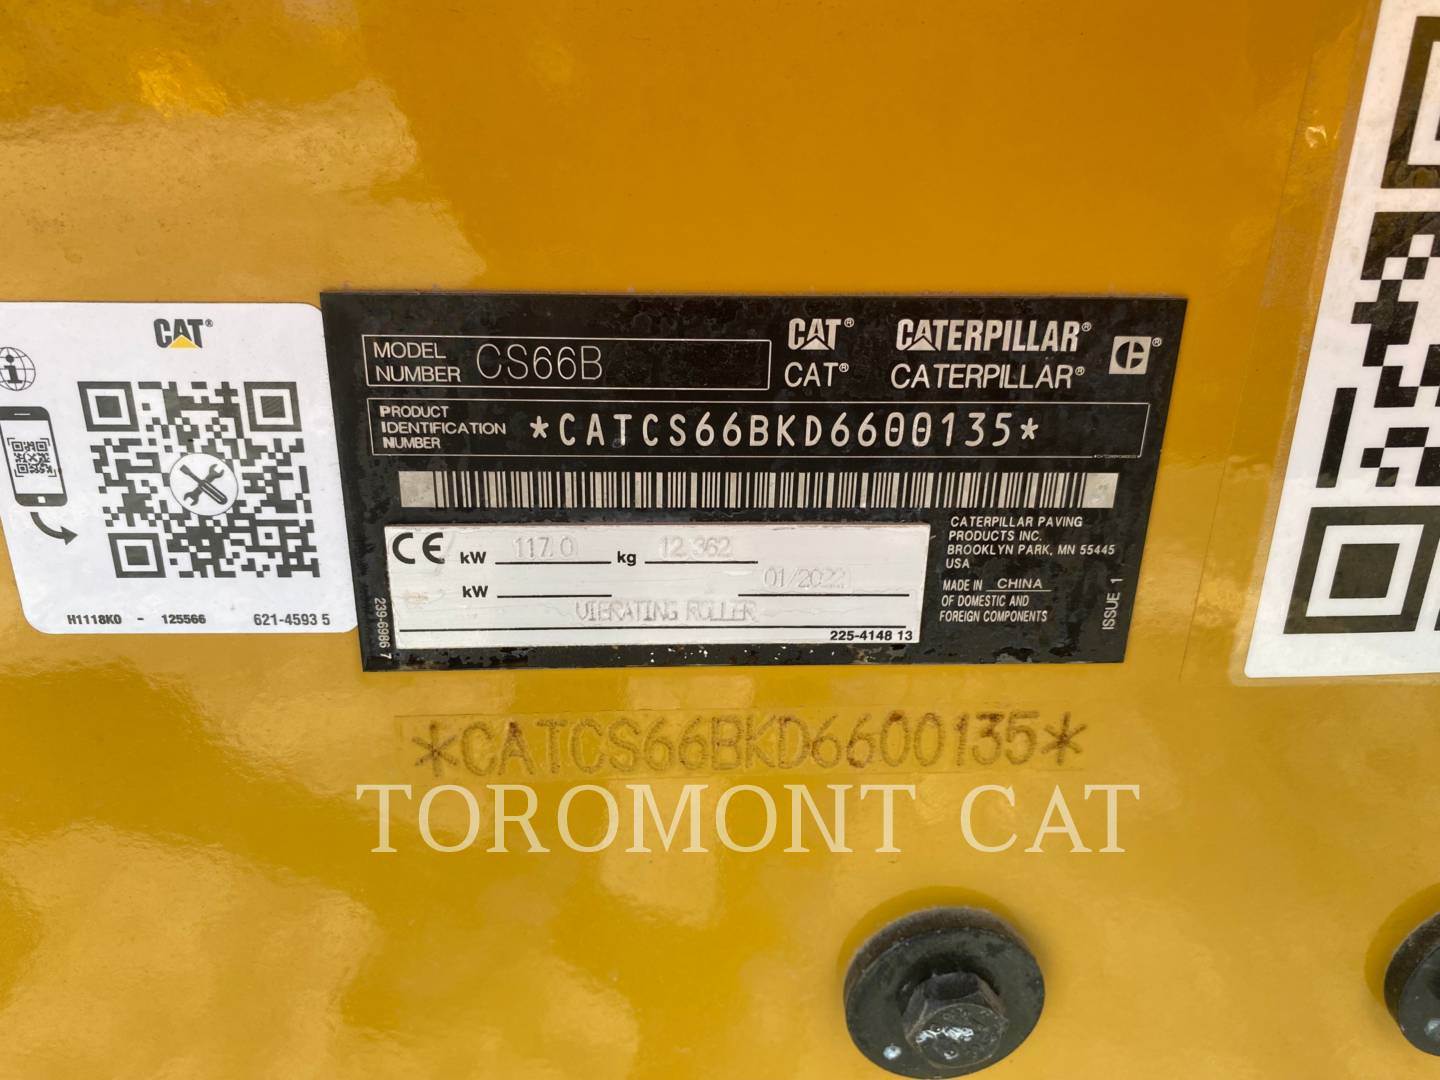 CAT®
H1118K0 - 125566 621-4593 5
MODEL NUMBER CS66B
CAT® CATERPILLAR®
CAT® CATERPILLAR®
C®
PRODUCT IDENTIFICATION NUMBER *CATCS66BKD6600135*
CE kW 117.0 kg 12 362
kW 01/2022
VIBRATING ROLLER
225-4148 13
239-6986 7
CATERPILLAR PAVING
PRODUCTS INC.
BROOKLYN PARK, MN 55445
USA
MADE IN CHINA
OF DOMESTIC AND
FOREIGN COMPONENTS
ISSUE 1
*CATCS66BKD6600135*
TOROMONT CAT